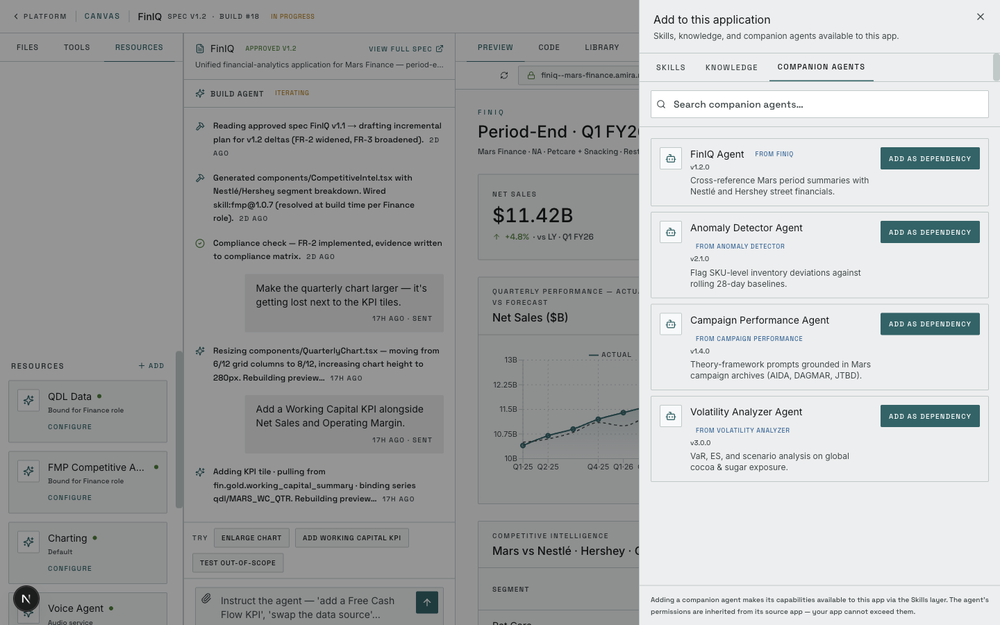 PLATFORM
CANVAS
FinIQ SPEC V1.2 · BUILD #18 IN PROGRESS
FILES TOOLS RESOURCES
RESOURCES
ADD
QDL Data
Bound for Finance role
CONFIGURE
FMP Competitive A...
Bound for Finance role
CONFIGURE
Charting
Default
CONFIGURE
N
Voice Agent
Audio service
FinIQ APPROVED V1.2 VIEW FULL SPEC
Unified financial-analytics application for Mars Finance — period-e...
BUILD AGENT ITERATING
Reading approved spec FinIQ v1.1 → drafting incremental
plan for v1.2 deltas (FR-2 widened, FR-3 broadened). 2D
AGO
Generated components/CompetitiveIntel.tsx with
Nestlé/Hershey segment breakdown. Wired
skill:fmp@1.0.7 (resolved at build time per Finance
role). 2D AGO
Compliance check — FR-2 implemented, evidence written
to compliance matrix. 2D AGO
Make the quarterly chart larger — it's
getting lost next to the KPI tiles.
17H AGO · SENT
Resizing components/QuarterlyChart.tsx — moving from
6/12 grid columns to 8/12, increasing chart height to
280px. Rebuilding preview... 17H AGO
Add a Working Capital KPI alongside
Net Sales and Operating Margin.
17H AGO · SENT
Adding KPI tile · pulling from
fin.gold.working_capital_summary · binding series
qdl/MARS_WC_QTR. Rebuilding preview... 17H AGO
TRY ENLARGE CHART ADD WORKING CAPITAL KPI
TEST OUT-OF-SCOPE
Instruct the agent — 'add a Free Cash
Flow KPI', 'swap the data source'...
PREVIEW CODE LIBRARY
finiq--mars-finance.amira.
FINIQ
Period-End · Q1 FY2
Mars Finance · NA · Petcare + Snacking · Rest
NET SALES
$11.42B
+4.8% · vs LY · Q1 FY26
QUARTERLY PERFORMANCE — ACTUA
VS FORECAST
Net Sales ($B)
ACTUAL
13B
12.25B
11.5B
10.75B
10B
Q1·25 Q2·25 Q4·25 Q1·26
COMPETITIVE INTELLIGENCE
Mars vs Nestlé · Hershey ·
SEGMENT
Pet Care
Add to this application
Skills, knowledge, and companion agents available to this app.
SKILLS KNOWLEDGE COMPANION AGENTS
Search companion agents...
FinIQ Agent FROM FINIQ
v1.2.0
Cross-reference Mars period summaries with
Nestlé and Hershey street financials.
ADD AS DEPENDENCY
Anomaly Detector Agent
FROM ANOMALY DETECTOR
v2.1.0
Flag SKU-level inventory deviations against
rolling 28-day baselines.
ADD AS DEPENDENCY
Campaign Performance Agent
FROM CAMPAIGN PERFORMANCE
v1.4.0
Theory-framework prompts grounded in Mars
campaign archives (AIDA, DAGMAR, JTBD).
ADD AS DEPENDENCY
Volatility Analyzer Agent
FROM VOLATILITY ANALYZER
v3.0.0
VaR, ES, and scenario analysis on global
cocoa & sugar exposure.
ADD AS DEPENDENCY
Adding a companion agent makes its capabilities available to this app via the Skills layer. The agent's
permissions are inherited from its source app — your app cannot exceed them.